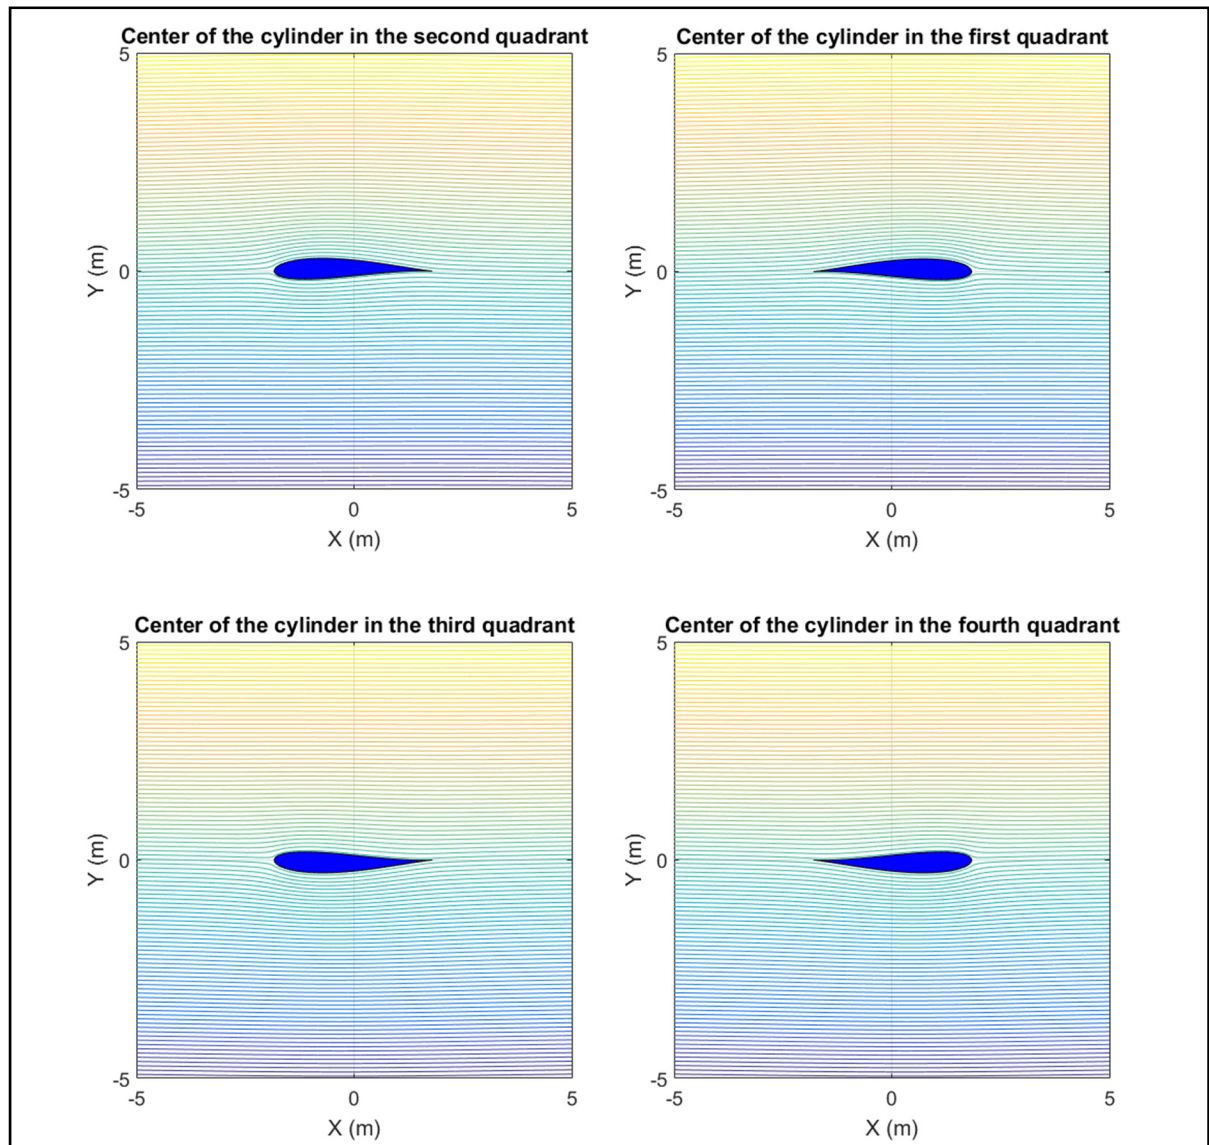 Center of the cylinder in the second quadrant
5
0
-5
Y (m)
-5
0
5
X (m)
Center of the cylinder in the first quadrant
5
0
-5
Y (m)
-5
0
5
X (m)
Center of the cylinder in the third quadrant
5
0
-5
Y (m)
-5
0
5
X (m)
Center of the cylinder in the fourth quadrant
5
0
-5
Y (m)
-5
0
5
X (m)